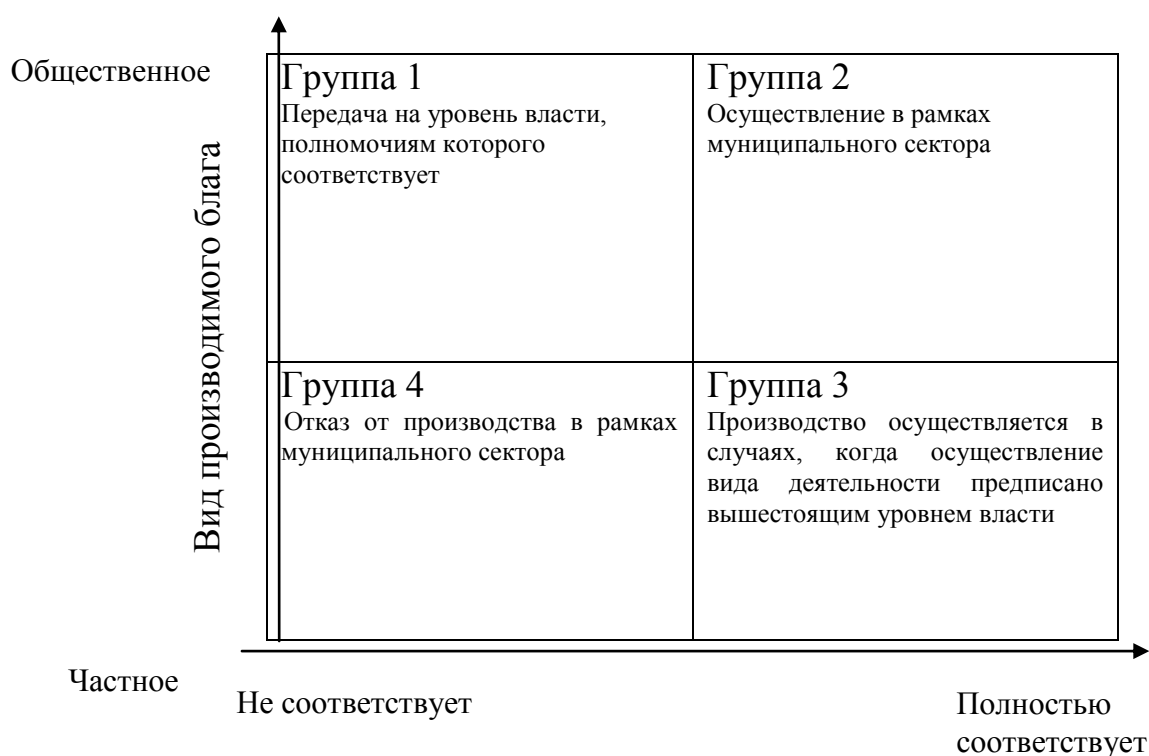 Общественное
Группа 1
Передача на уровень власти,
полномочиям которого
соответствует
Группа 2
Осуществление в рамках
муниципального сектора
Вид производимого блага
Группа 4
Отказ от производства в рамках
муниципального сектора
Группа 3
Производство осуществляется в
случаях, когда осуществление
вида деятельности предписано
вышестоящим уровнем власти
Частное
Не соответствует
Полностью
соответствует